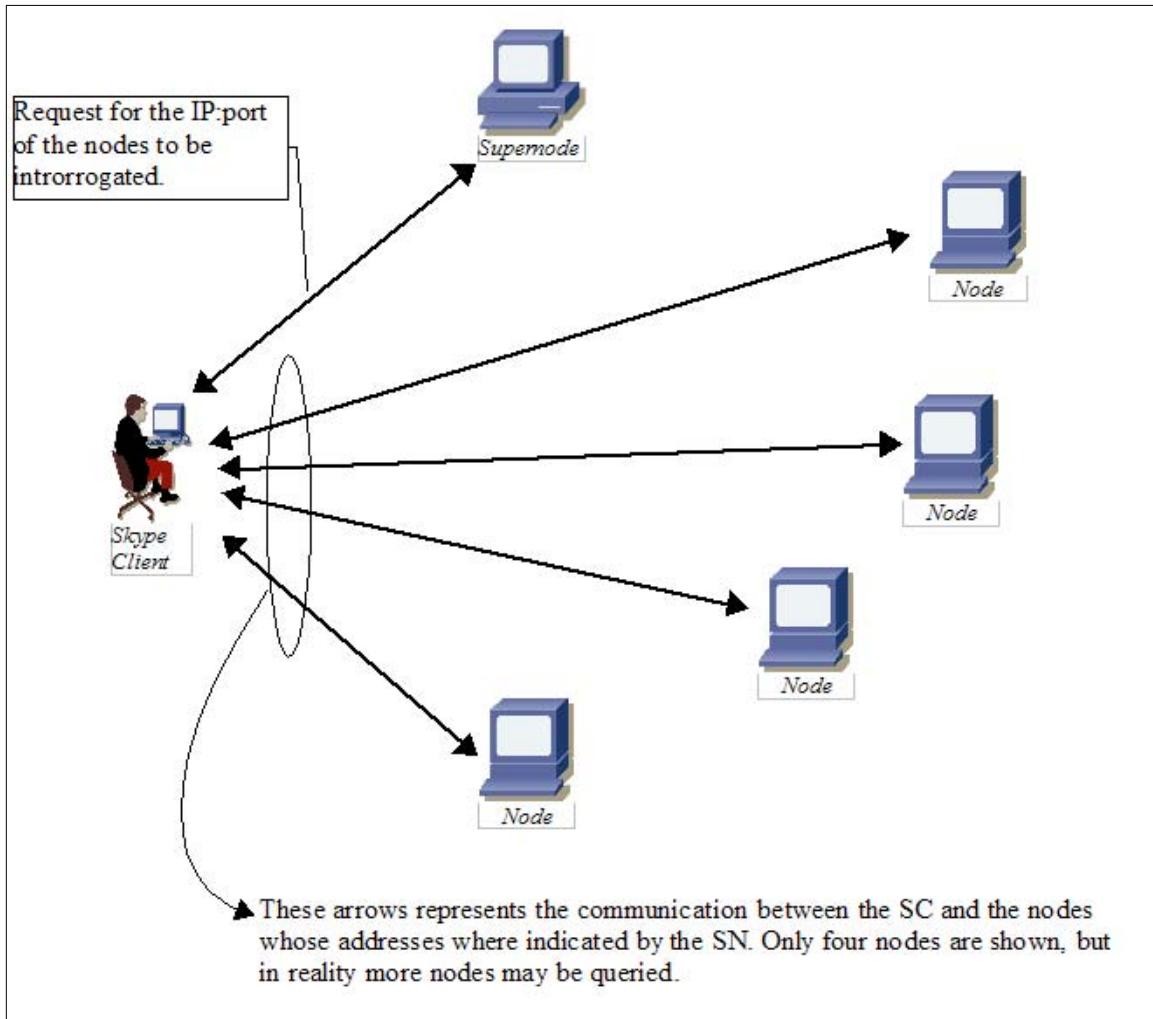 Request for the IP:port
of the nodes to be
introrrogated.
Supernode
Node
Node
Skype
Client
Node
Node
These arrows represents the communication between the SC and the nodes
whose addresses where indicated by the SN. Only four nodes are shown, but
in reality more nodes may be queried.